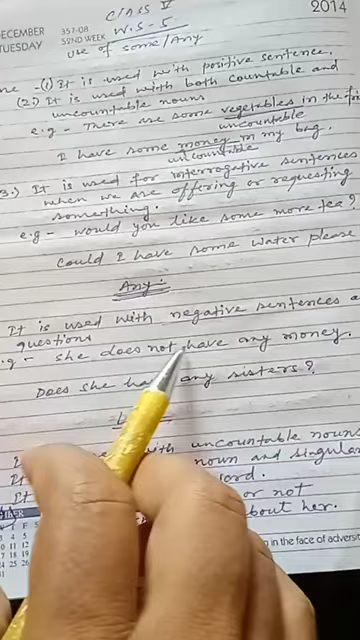 CLASS V
2014
DECEMBER 357-08
TUESDAY 52ND WEEK
W.S-5
use of some/Any
-(1) It is used with positive sentence.
(2) It is used with both countable and
uncountable nouns
e.g - There are some vegetables in the
uncountable
I have some money in my bag.
uncountable
3.) It is used for interrogative sentences
when we are offering or requesting
something.
e.g - would you like some more tea?
Could I have some water please
Any:
It is used with negative sentences
questions
.g - She does not have any money.
Does she any sisters?
with uncountable nouns
noun and singular
or not
about her.
in the face of